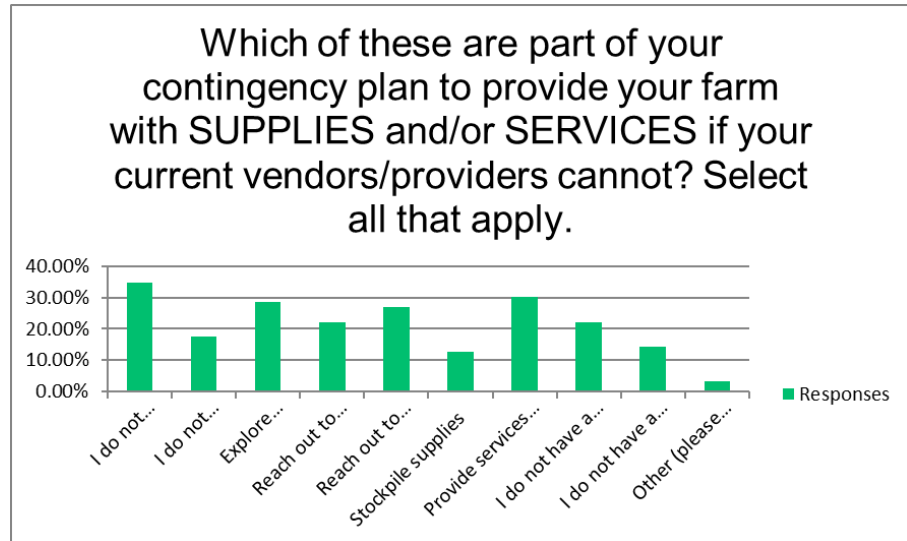 Which of these are part of your
contingency plan to provide your farm
with SUPPLIES and/or SERVICES if your
current vendors/providers cannot? Select
all that apply.
40.00%
30.00%
20.00%
10.00%
0.00%
I do not...
I do not...
Explore...
Reach out to...
Reach out to...
Stockpile supplies
Provide services...
I do not have a...
I do not have a...
Other (please...
Responses